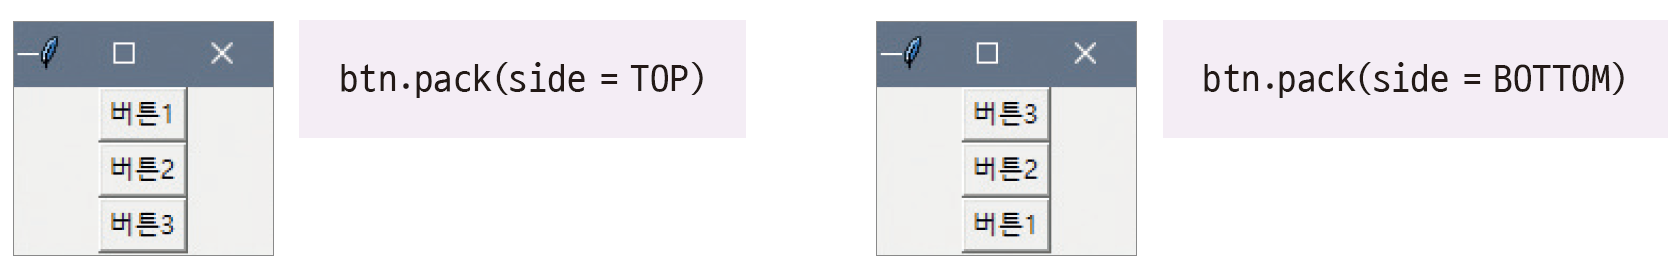 btn.pack(side = TOP)
버튼1
버튼2
버튼3
btn.pack(side = BOTTOM)
버튼3
버튼2
버튼1